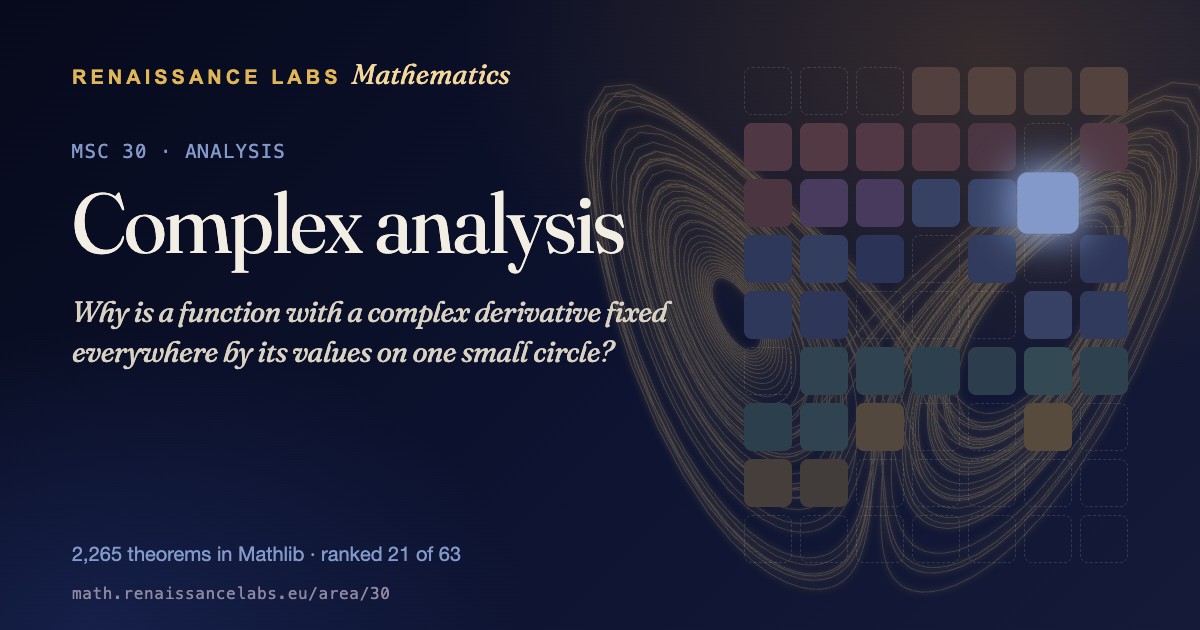 RENAISSANCE LABS Mathematics
MSC 30 · ANALYSIS
Complex analysis
Why is a function with a complex derivative fixed
everywhere by its values on one small circle?
2,265 theorems in Mathlib · ranked 21 of 63
math.renaissancelabs.eu/area/30